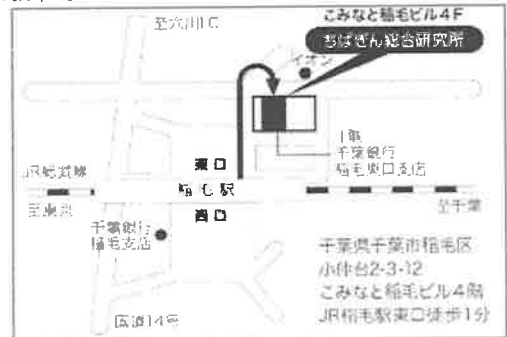 こみなと稲毛ビル4F
ちばぎん総合研究所
至穴川IC
イオン
1階
千葉銀行
稲毛東口支店
東口
JR総武線
稲毛駅
至東京
至千葉
西口
千葉銀行
稲毛支店
千葉県千葉市稲毛区
小仲台2-3-12
こみなと稲毛ビル4階
JR稲毛駅東口徒歩1分
国道14号